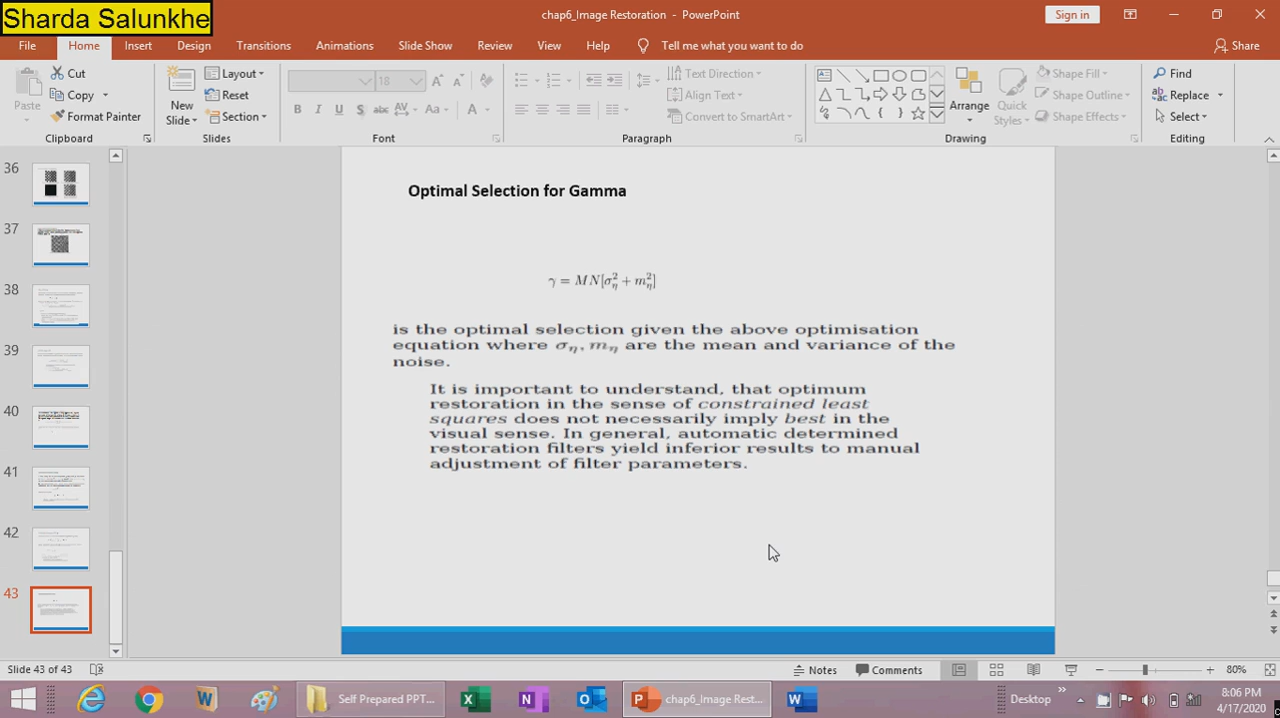 Sharda Salunkhe
chap6_Image Restoration - PowerPoint
Sign in
File Home Insert Design Transitions Animations Slide Show Review View Help Tell me what you want to do Share
Paste
Cut
Copy
Format Painter
Clipboard
New
Slide
Layout
Reset
Section
Slides
18
B I U S abc AV Aa A
Font
Text Direction
Align Text
Convert to SmartArt
Paragraph
Arrange
Quick
Styles
Shape Fill
Shape Outline
Shape Effects
Drawing
Find
Replace
Select
Editing
36
37
38
39
40
41
42
43
Optimal Selection for Gamma
γ = MN[σ²η + m²η]
is the optimal selection given the above optimisation
equation where ση, mη are the mean and variance of the
noise.
It is important to understand, that optimum
restoration in the sense of constrained least
squares does not necessarily imply best in the
visual sense. In general, automatic determined
restoration filters yield inferior results to manual
adjustment of filter parameters.
Slide 43 of 43
Notes
Comments
80%
Self Prepared PPT...
chap6_Image Rest...
Desktop
8:06 PM
4/17/2020